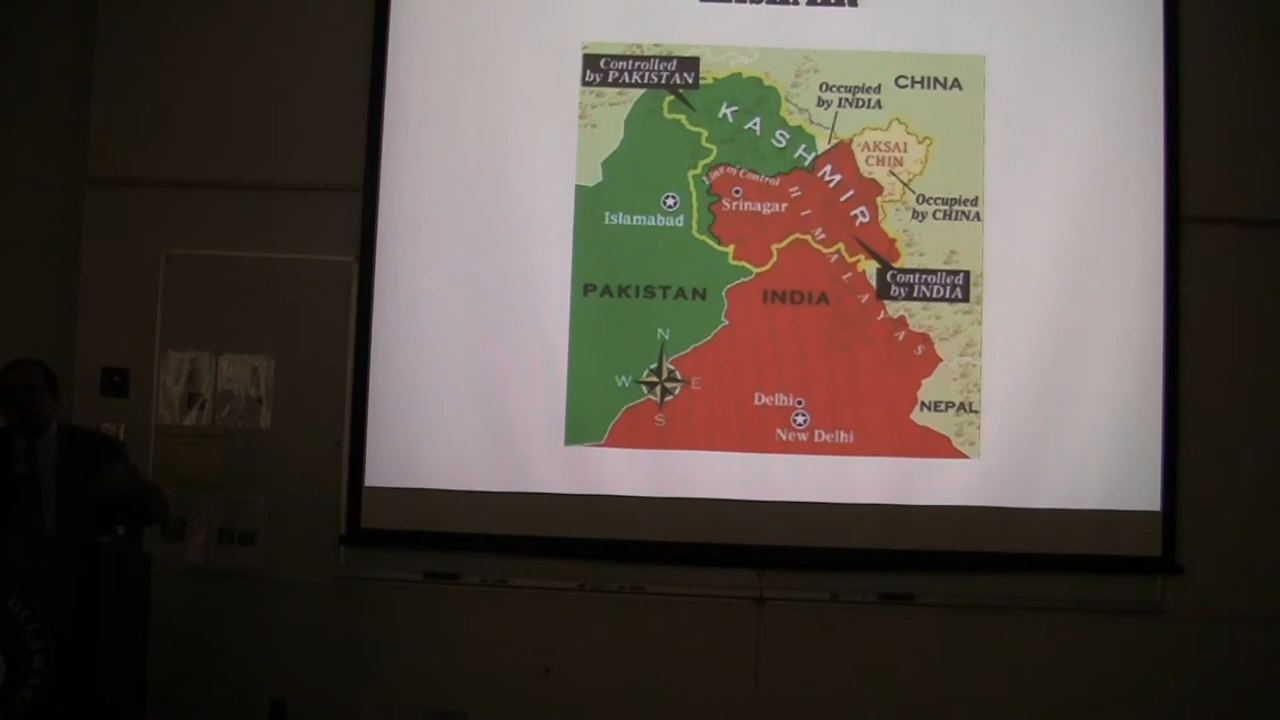 Controlled
by PAKISTAN
CHINA
Occupied
by INDIA
KASHMIR
AKSAI
CHIN
Line of Control
Srinagar
HIMALAYAS
Islamabad
Occupied
by CHINA
Controlled
by INDIA
PAKISTAN
INDIA
N
W
E
S
Delhi
New Delhi
NEPAL
DELAWARE